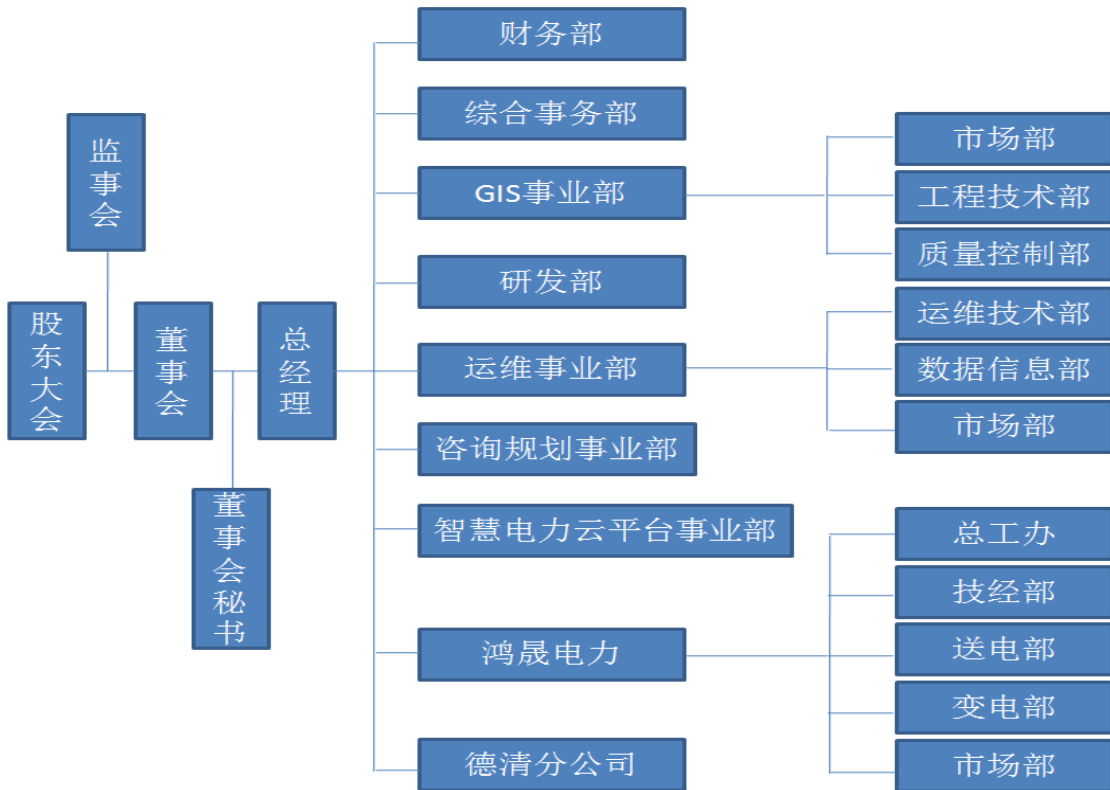 监事会
股东大会
董事会
总经理
董事会秘书
财务部
综合事务部
GIS事业部
研发部
运维事业部
咨询规划事业部
智慧电力云平台事业部
鸿晟电力
德清分公司
市场部
工程技术部
质量控制部
运维技术部
数据信息部
市场部
总工办
技经部
送电部
变电部
市场部